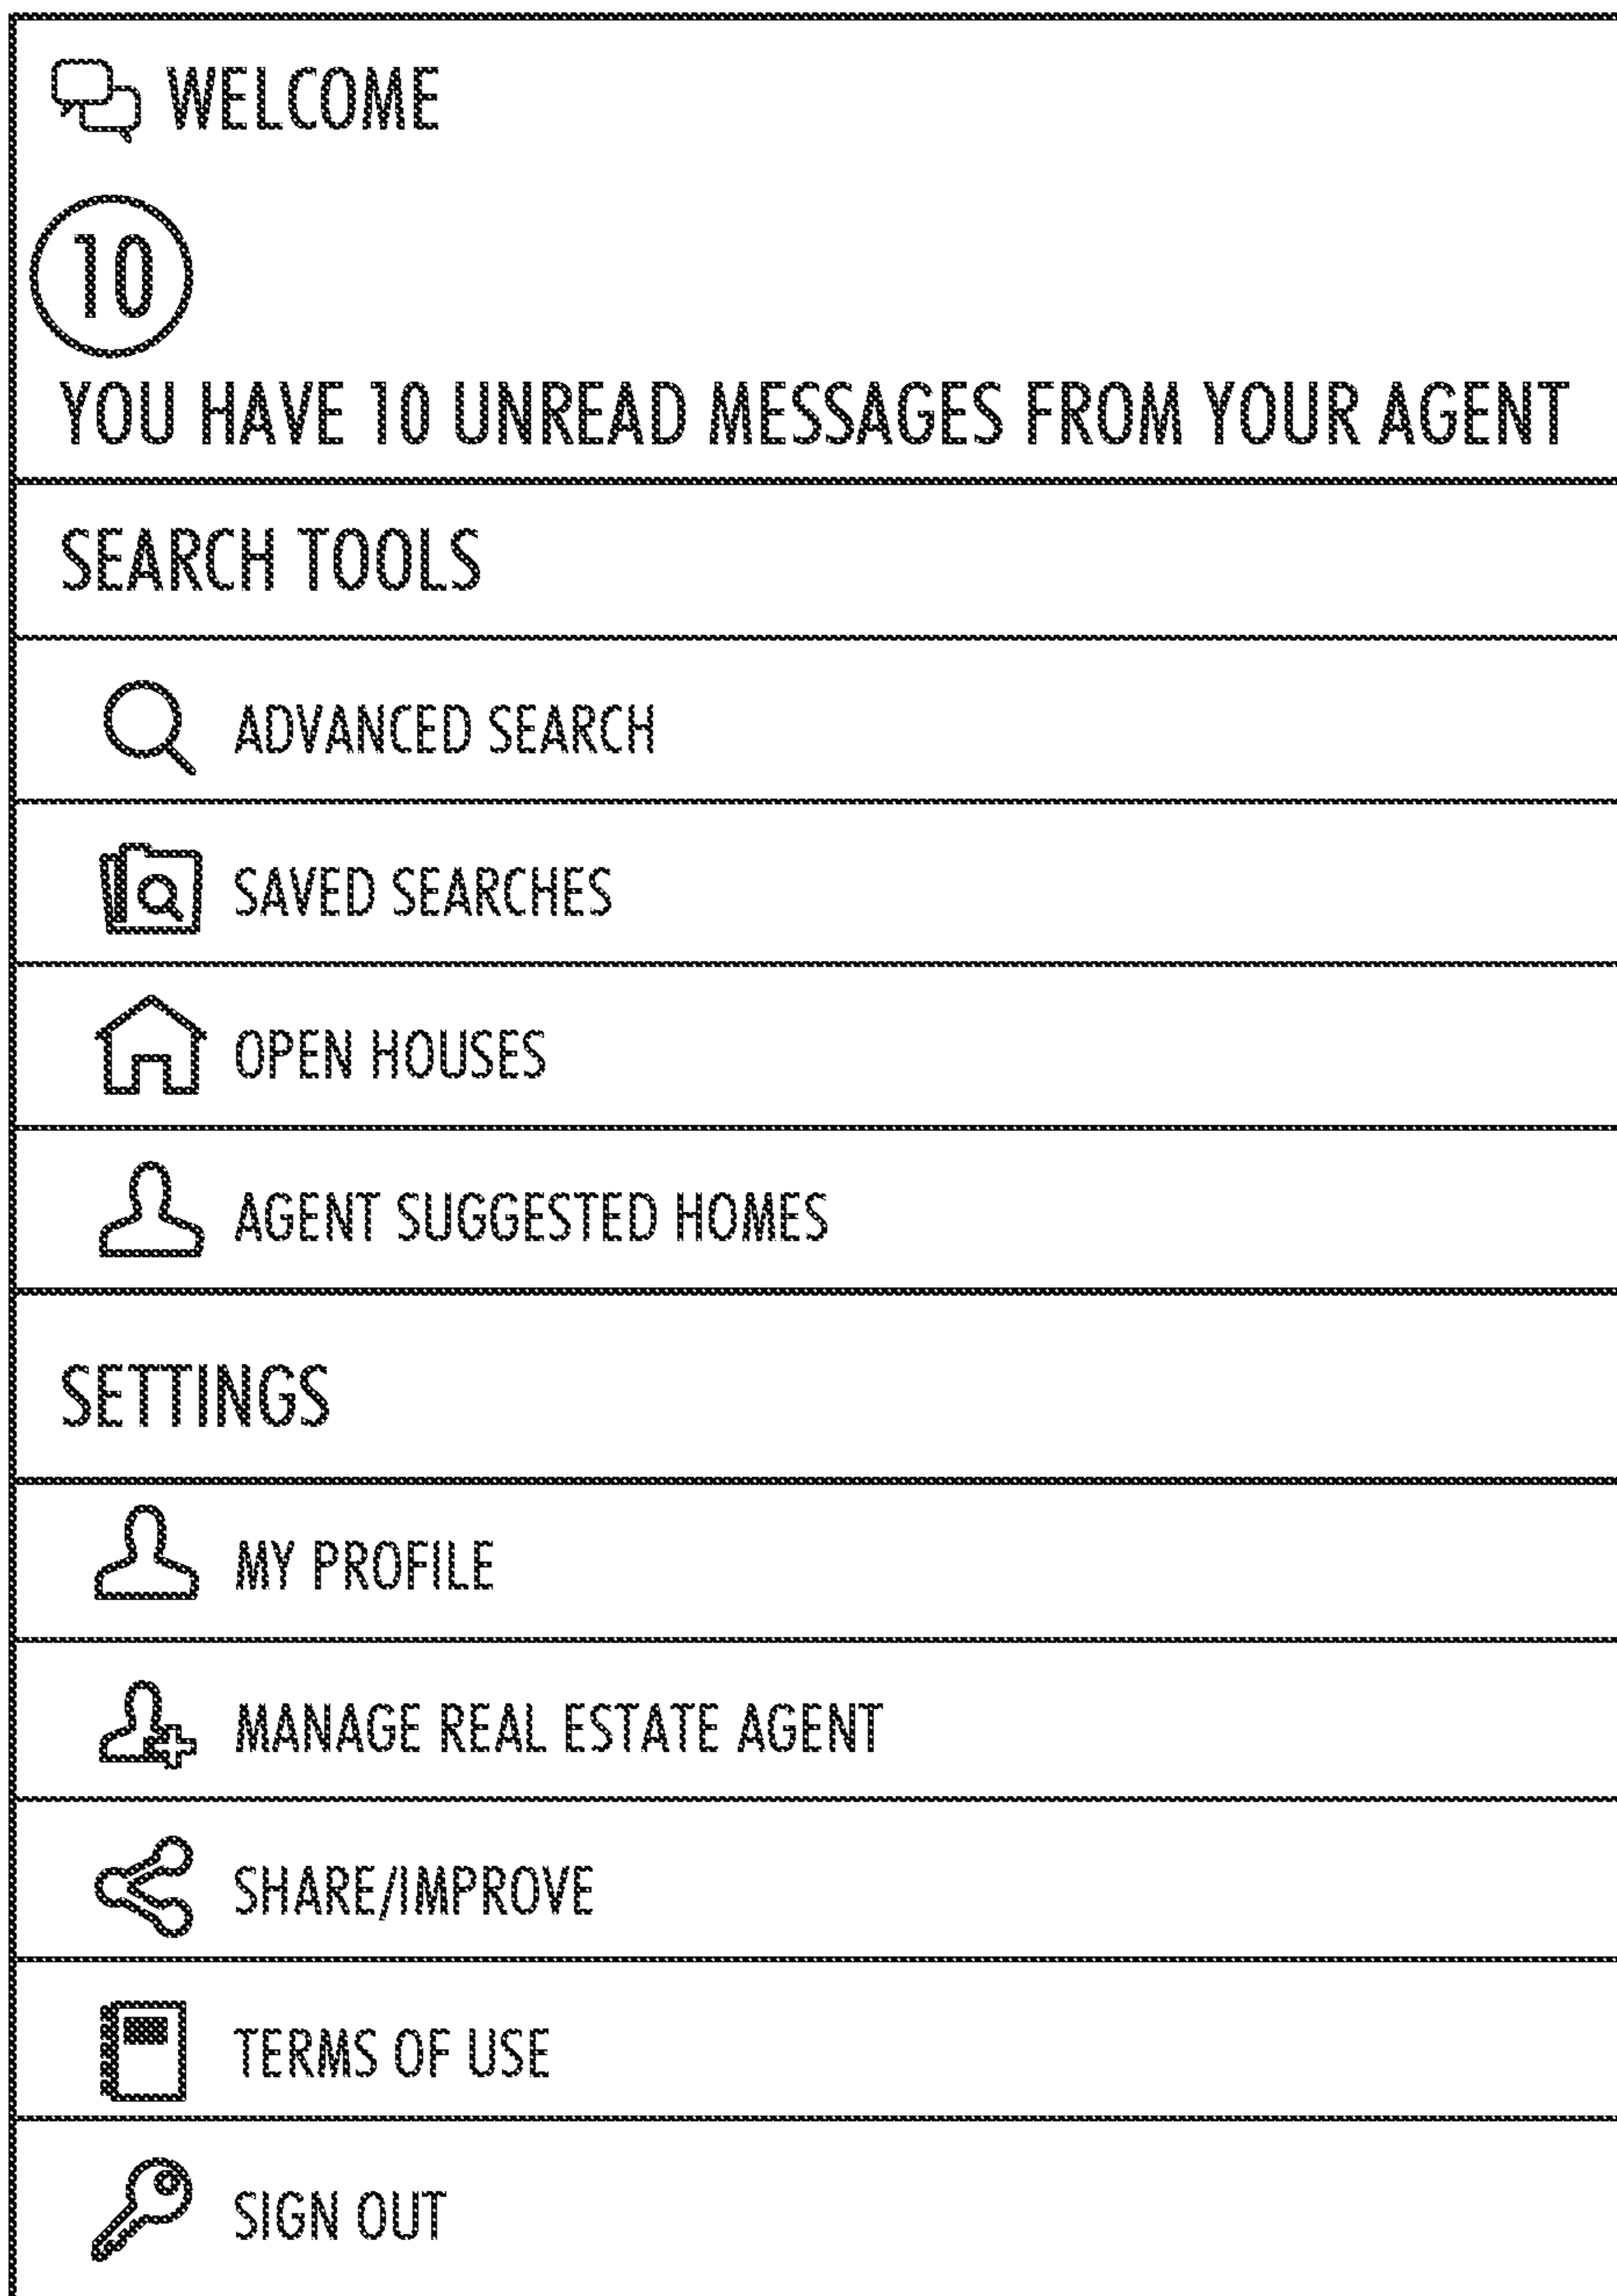 WELCOME
10
YOU HAVE 10 UNREAD MESSAGES FROM YOUR AGENT
SEARCH TOOLS
ADVANCED SEARCH
SAVED SEARCHES
OPEN HOUSES
AGENT SUGGESTED HOMES
SETTINGS
MY PROFILE
MANAGE REAL ESTATE AGENT
SHARE/IMPROVE
TERMS OF USE
SIGN OUT